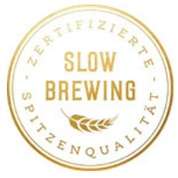 ZERTIFIZIERTE
SLOW
BREWING
SPITZENQUALITÄT